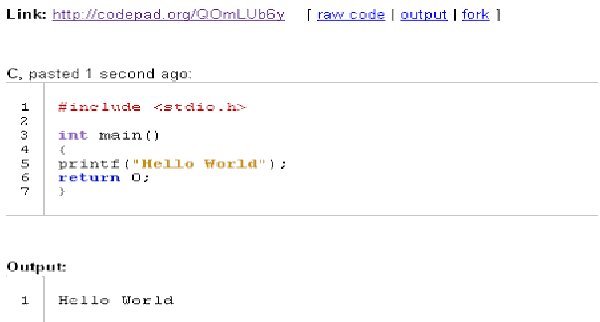 Link: http://codepad.org/QOmLUb6y [ raw code | output | fork ]
C, pasted 1 second ago:
1 #include <stdio.h>
2
3 int main()
4 {
5 printf("Hello World");
6 return 0;
7 }
Output:
1 Hello World